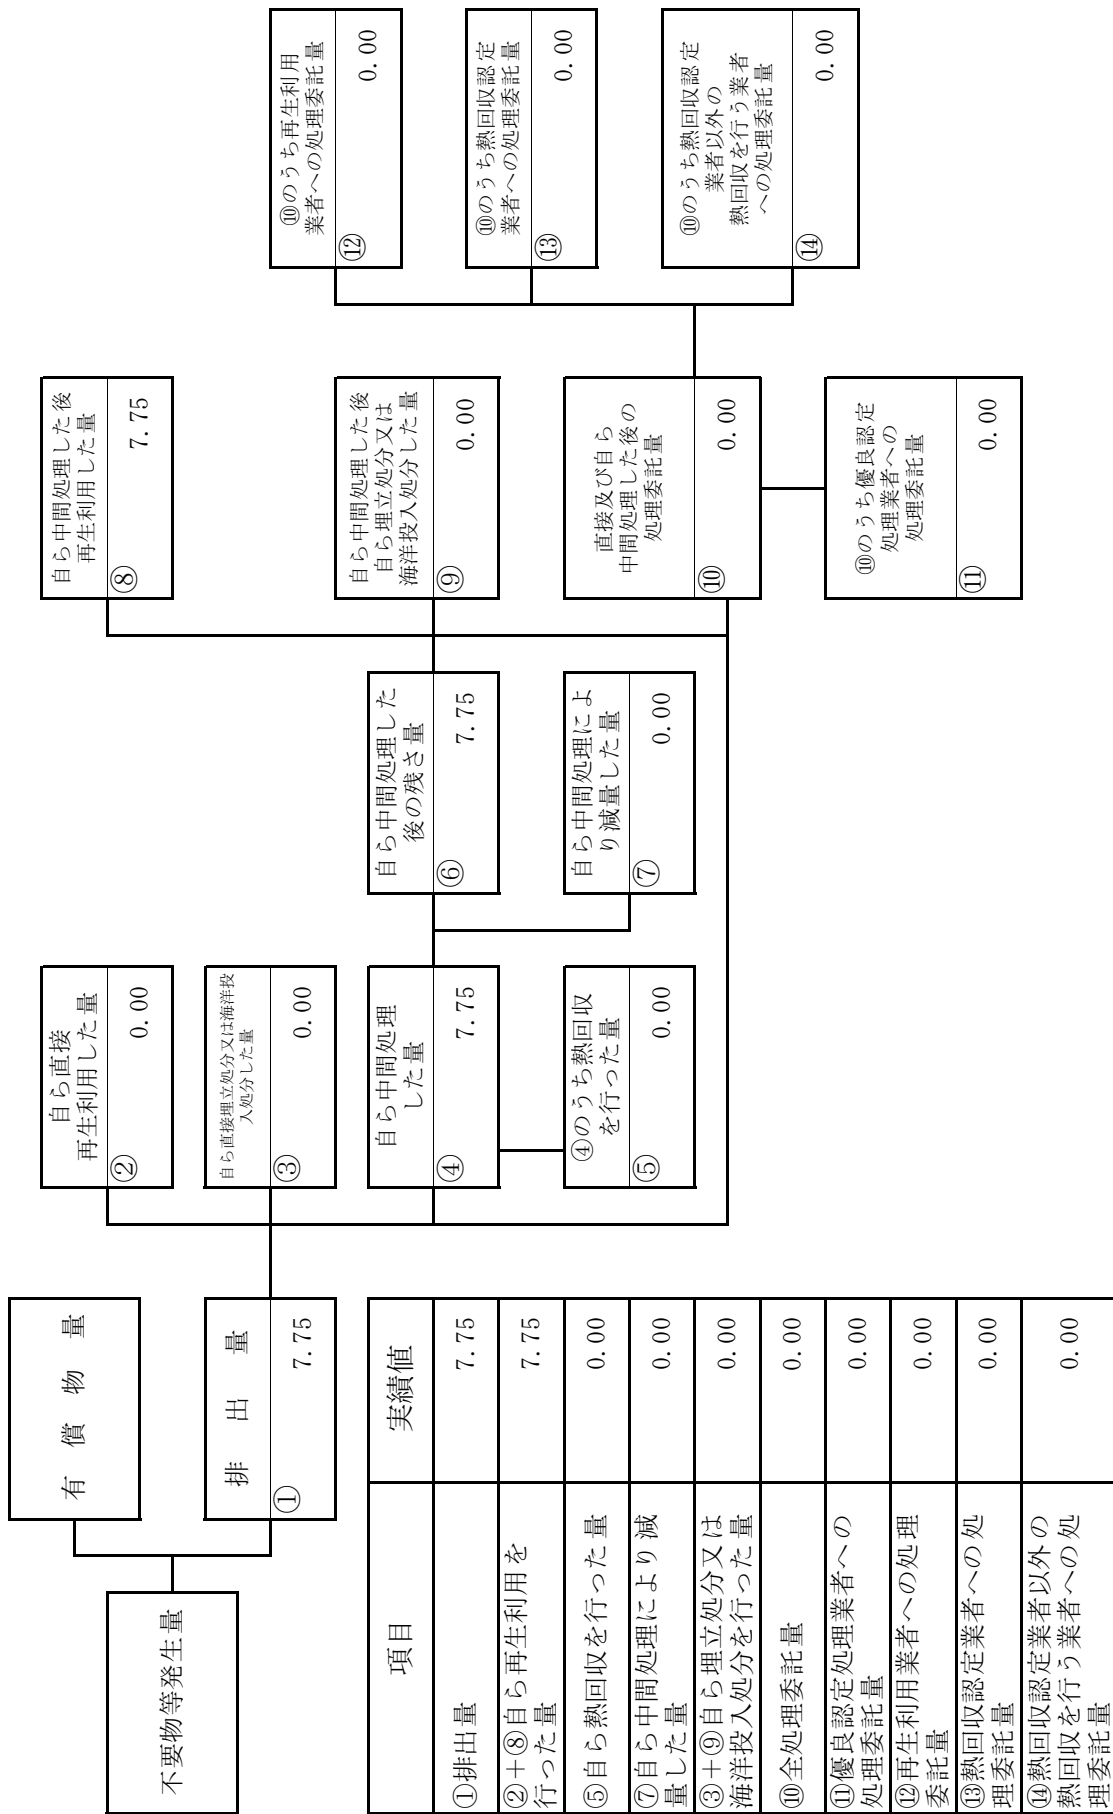 不要物等発生量
有償物量
排出量
①
7.75
自ら直接
再生利用した量
②
0.00
自ら直接埋立処分又は海洋投
入処分した量
③
0.00
自ら中間処理
した量
④
7.75
④のうち熱回収
を行った量
⑤
0.00
自ら中間処理した
後の残さ量
⑥
7.75
自ら中間処理によ
り減量した量
⑦
0.00
自ら中間処理した後
再生利用した量
⑧
7.75
自ら中間処理した後
自ら埋立処分又は
海洋投入処分した量
⑨
0.00
直接及び自ら
中間処理した後の
処理委託量
⑩
0.00
⑩のうち優良認定
処理業者への
処理委託量
⑪
0.00
⑩のうち再生利用
業者への処理委託量
⑫
0.00
⑩のうち熱回収認定
業者への処理委託量
⑬
0.00
⑩のうち熱回収認定
業者以外の
熱回収を行う業者
への処理委託量
⑭
0.00
項目 実績値
①排出量 7.75
②+⑧自ら再生利用を
行った量 7.75
⑤自ら熱回収を行った量 0.00
⑦自ら中間処理により減
量した量 0.00
③+⑨自ら埋立処分又は
海洋投入処分を行った量 0.00
⑩全処理委託量 0.00
⑪優良認定処理業者への
処理委託量 0.00
⑫再生利用業者への処理
委託量 0.00
⑬熱回収認定業者への処
理委託量 0.00
⑭熱回収認定業者以外の
熱回収を行う業者への処
理委託量 0.00